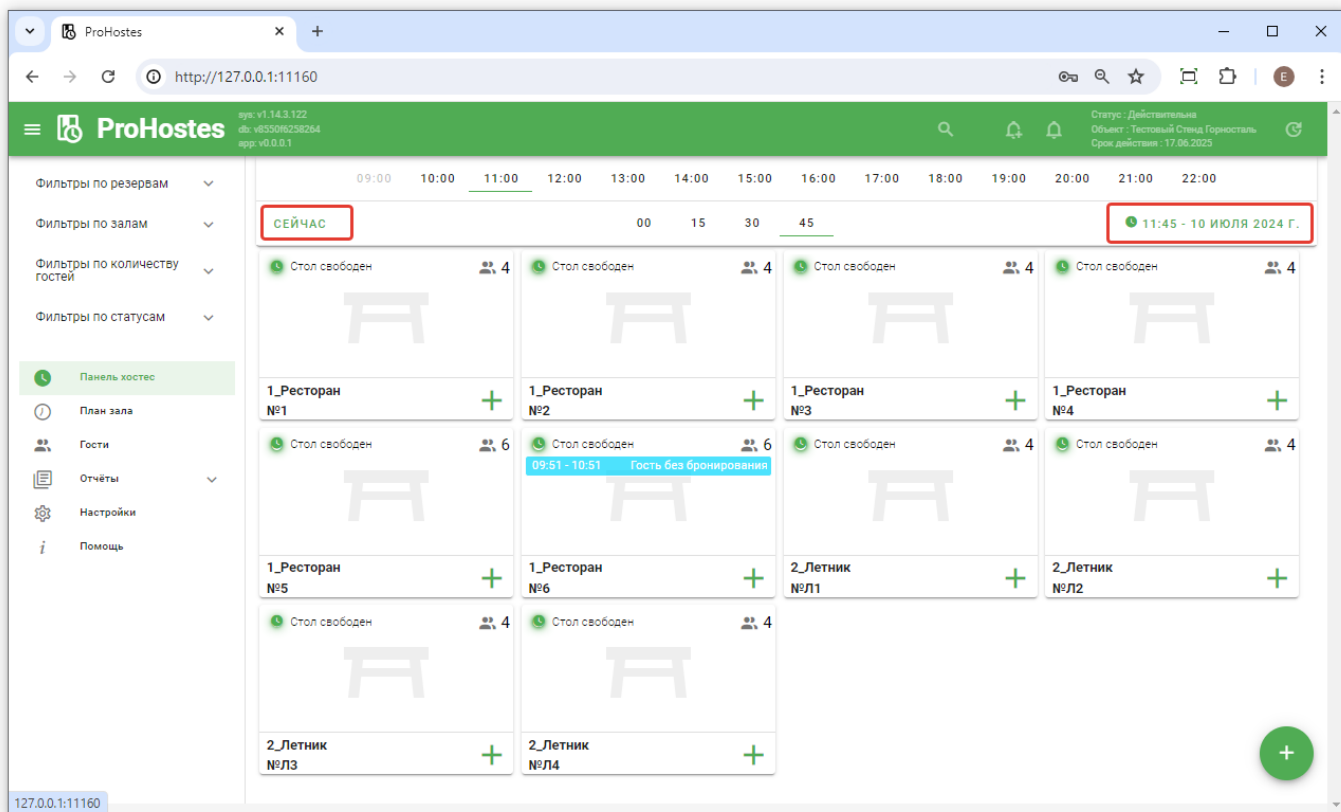 ProHostes
http://127.0.0.1:11160
E
ProHostes
sys: v1.14.3.122
db: v8550f6258264
app: v0.0.0.1
Статус : Действительна
Объект : Тестовый Стенд Горносталь
Срок действия : 17.06.2025
Фильтры по резервам
Фильтры по залам
Фильтры по количеству
гостей
Фильтры по статусам
Панель хостес
План зала
Гости
Отчёты
Настройки
i Помощь
09:00 10:00 11:00 12:00 13:00 14:00 15:00 16:00 17:00 18:00 19:00 20:00 21:00 22:00
СЕЙЧАС 00 15 30 45 11:45 - 10 ИЮЛЯ 2024 Г.
Стол свободен 4 Стол свободен 4 Стол свободен 4 Стол свободен 4
1_Ресторан 1_Ресторан 1_Ресторан 1_Ресторан
№1 №2 №3 №4
Стол свободен 6 Стол свободен 6 Стол свободен 4 Стол свободен 4
09:51 - 10:51 Гость без бронирования
1_Ресторан 1_Ресторан 2_Летник 2_Летник
№5 №6 №Л1 №Л2
Стол свободен 4 Стол свободен 4
2_Летник 2_Летник
№Л3 №Л4
127.0.0.1:11160